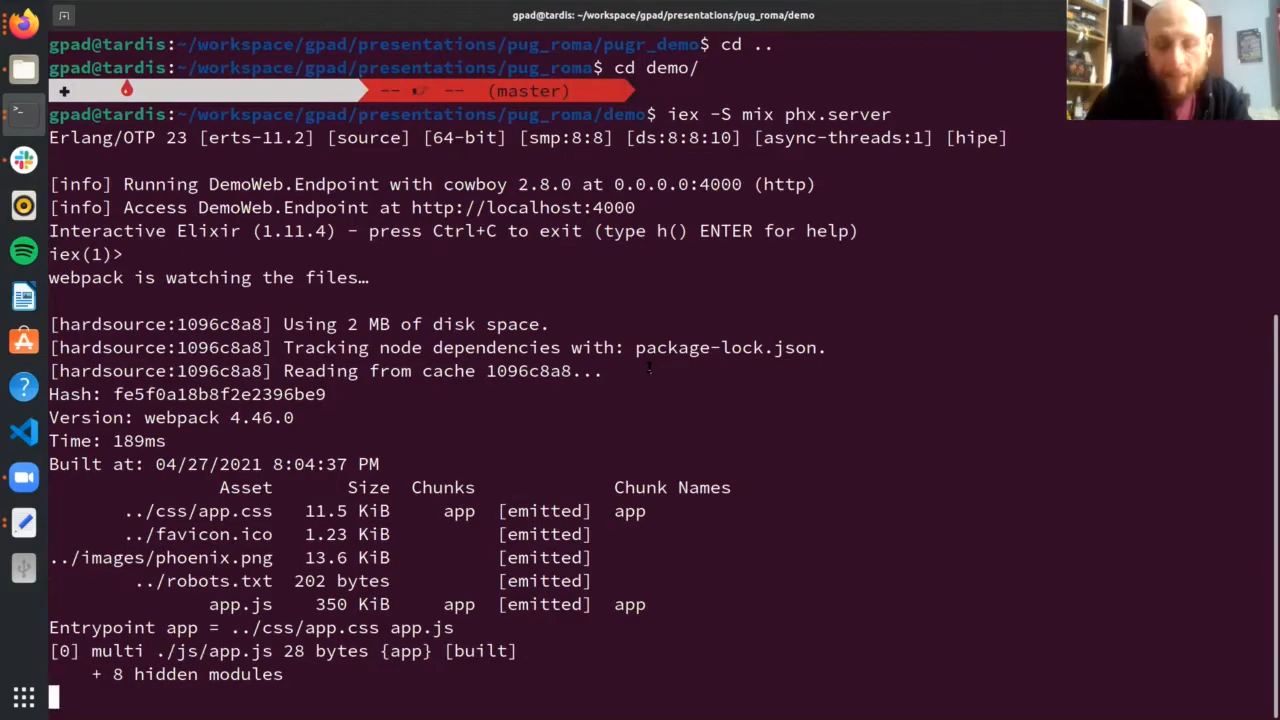 gpad@tardis: ~/workspace/gpad/presentations/pug_roma/demo
gpad@tardis:~/workspace/gpad/presentations/pug_roma/pugr_demo$ cd ..
gpad@tardis:~/workspace/gpad/presentations/pug_roma$ cd demo/
-- --  (master)
gpad@tardis:~/workspace/gpad/presentations/pug_roma/demo$ iex -S mix phx.server
Erlang/OTP 23 [erts-11.2] [source] [64-bit] [smp:8:8] [ds:8:8:10] [async-threads:1] [hipe]
[info] Running DemoWeb.Endpoint with cowboy 2.8.0 at 0.0.0.0:4000 (http)
[info] Access DemoWeb.Endpoint at http://localhost:4000
Interactive Elixir (1.11.4) - press Ctrl+C to exit (type h() ENTER for help)
iex(1)>
webpack is watching the files…
[hardsource:1096c8a8] Using 2 MB of disk space.
[hardsource:1096c8a8] Tracking node dependencies with: package-lock.json.
[hardsource:1096c8a8] Reading from cache 1096c8a8...
Hash: fe5f0a18b8f2e2396be9
Version: webpack 4.46.0
Time: 189ms
Built at: 04/27/2021 8:04:37 PM
Asset Size Chunks Chunk Names
../css/app.css 11.5 KiB app [emitted] app
../favicon.ico 1.23 KiB [emitted]
../images/phoenix.png 13.6 KiB [emitted]
../robots.txt 202 bytes [emitted]
app.js 350 KiB app [emitted] app
Entrypoint app = ../css/app.css app.js
[0] multi ./js/app.js 28 bytes {app} [built]
+ 8 hidden modules